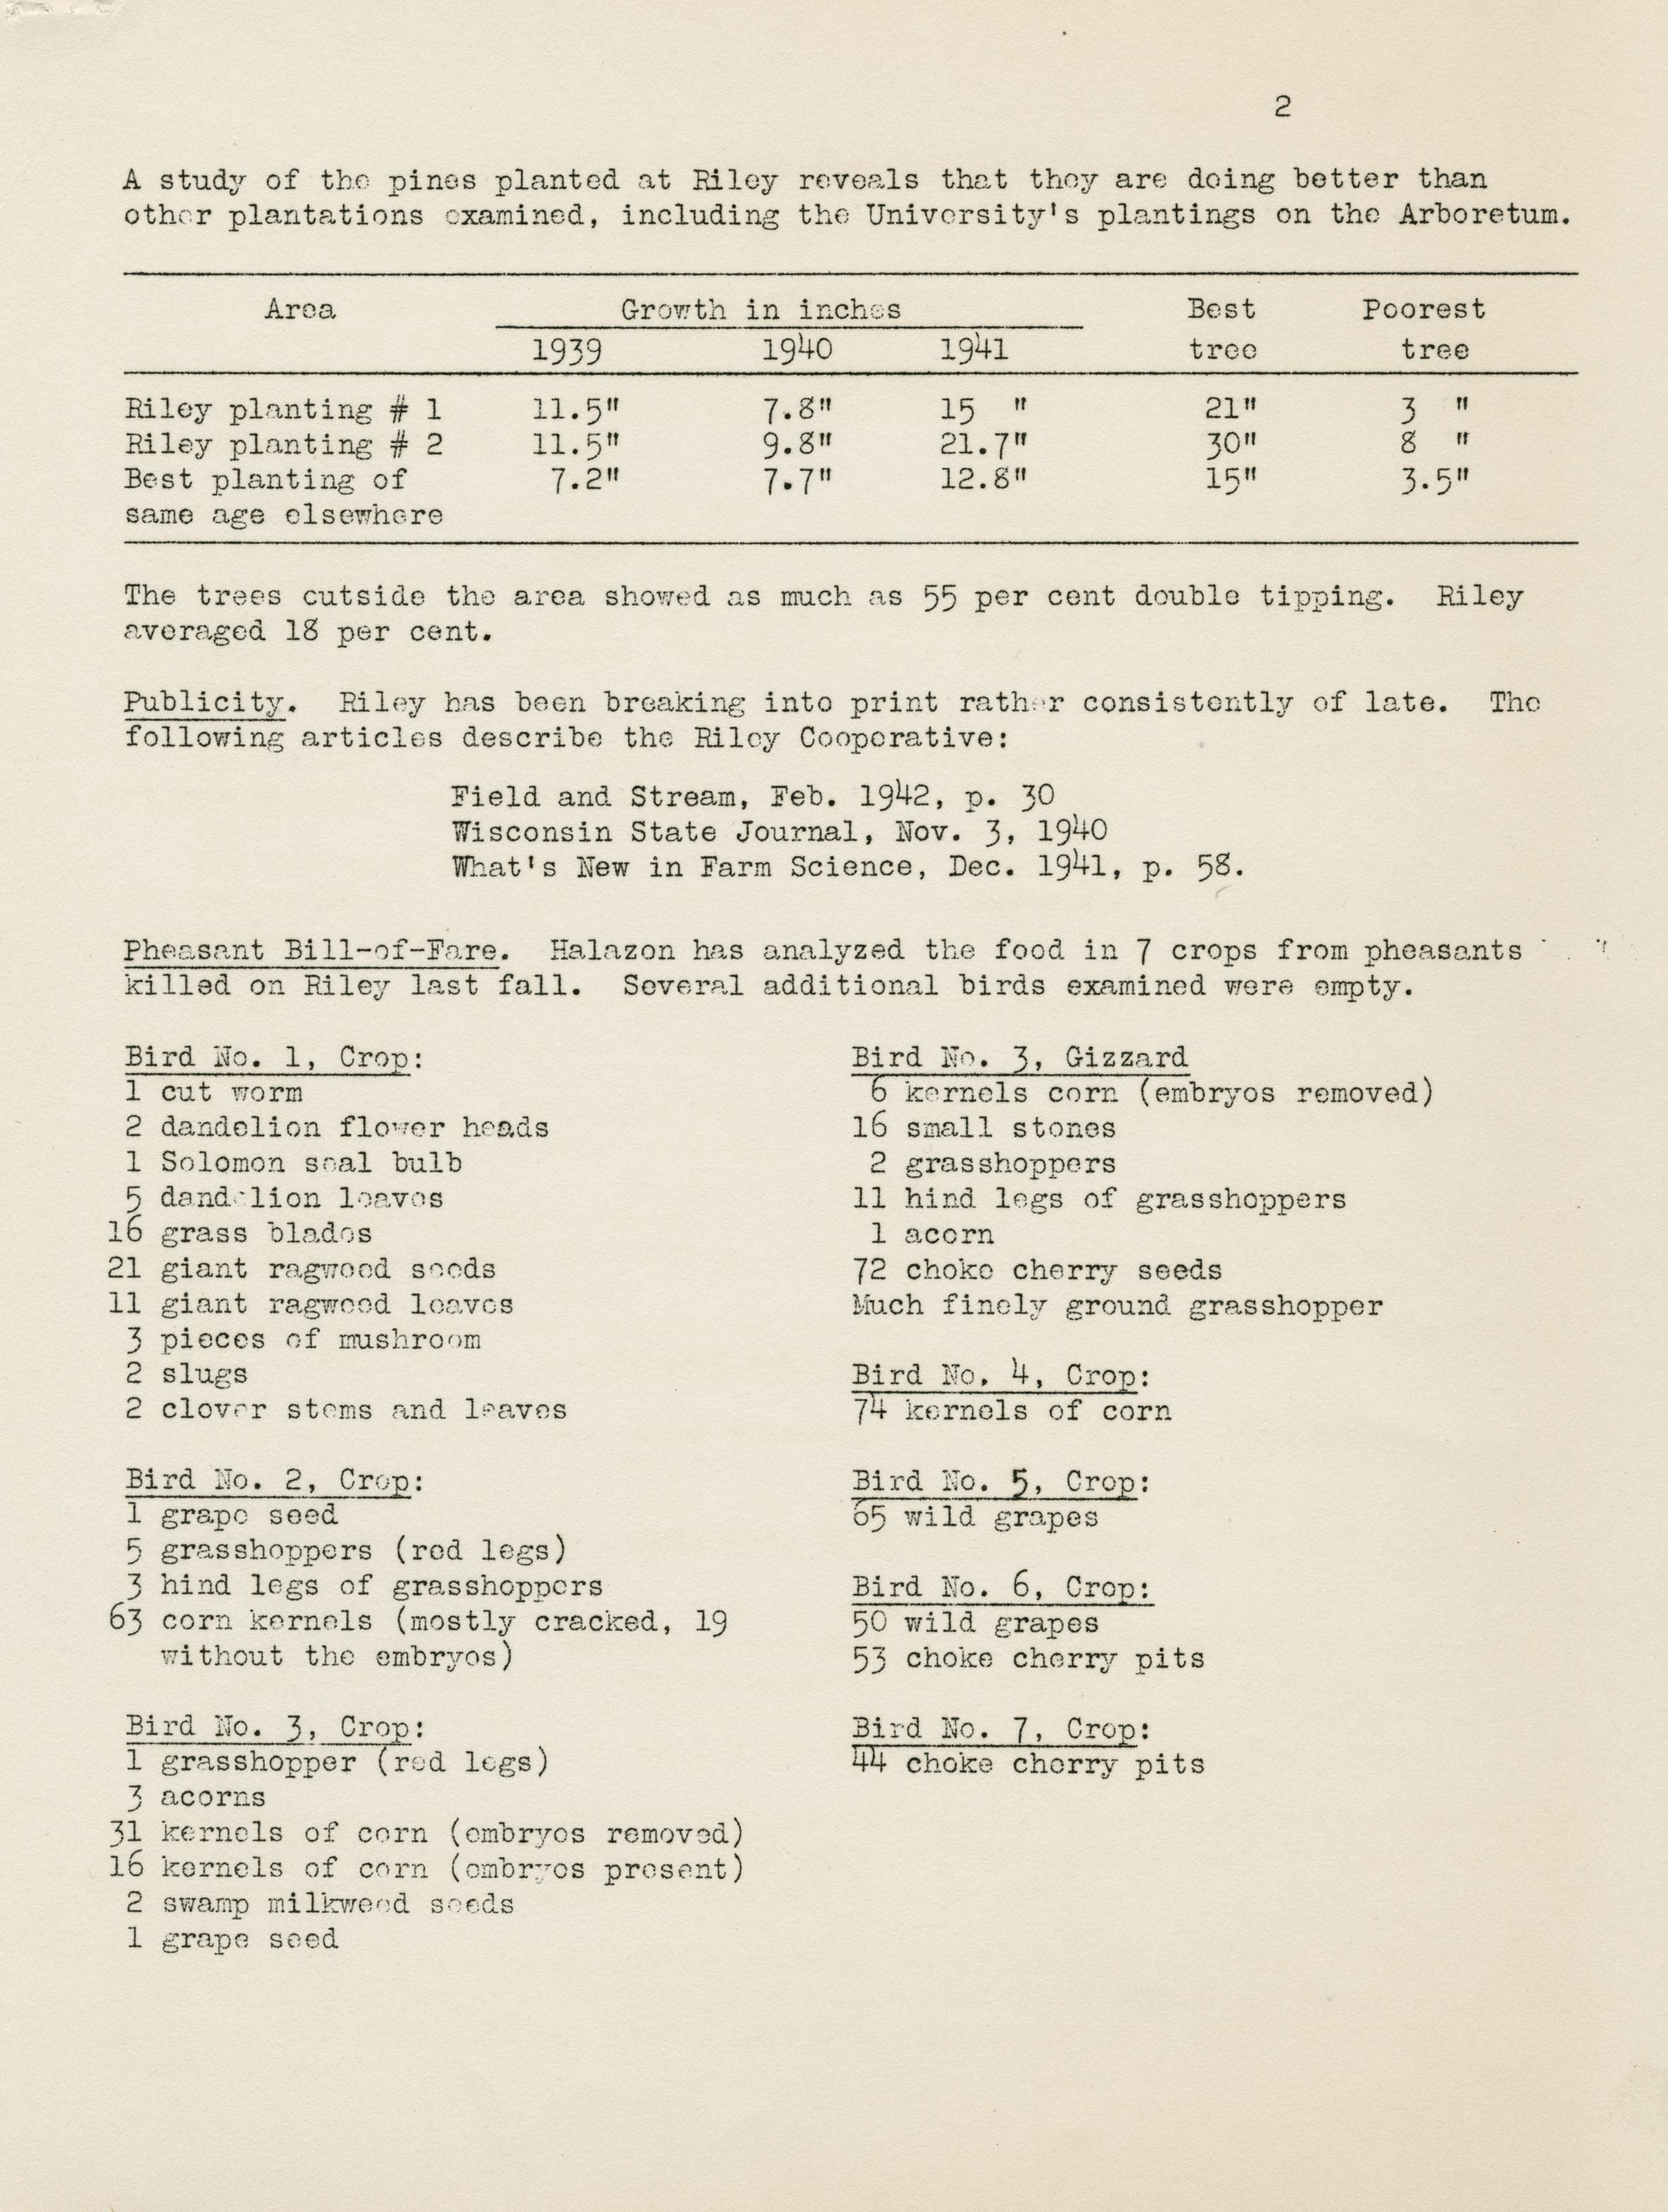 2
A study of the pines planted at Riley reveals that they are doing better than
other plantations examined, including the University's plantings on the Arboretum.
Area Growth in inches Best Poorest
1939 1940 1941 tree tree
Riley planting # 1 11.5" 7.8" 15 " 21" 3 "
Riley planting # 2 11.5" 9.8" 21.7" 30" 8 "
Best planting of 7.2" 7.7" 12.8" 15" 3.5"
same age elsewhere
The trees cutside the area showed as much as 55 per cent double tipping. Riley
averaged 18 per cent.
Publicity. Riley has been breaking into print rather consistently of late. The
following articles describe the Riley Cooperative:
Field and Stream, Feb. 1942, p. 30
Wisconsin State Journal, Nov. 3, 1940
What's New in Farm Science, Dec. 1941, p. 58.
Pheasant Bill-of-Fare. Halazon has analyzed the food in 7 crops from pheasants
killed on Riley last fall. Several additional birds examined were empty.
Bird No. 1, Crop:
1 cut worm
2 dandelion flower heads
1 Solomon seal bulb
5 dandelion leaves
16 grass blades
21 giant ragweed seeds
11 giant ragweed leaves
3 pieces of mushroom
2 slugs
2 clover stems and leaves
Bird No. 2, Crop:
1 grape seed
5 grasshoppers (red legs)
3 hind legs of grasshoppers
63 corn kernels (mostly cracked, 19
without the embryos)
Bird No. 3, Crop:
1 grasshopper (red legs)
3 acorns
31 kernels of corn (embryos removed)
16 kernels of corn (embryos present)
2 swamp milkweed seeds
1 grape seed
Bird No. 3, Gizzard
6 kernels corn (embryos removed)
16 small stones
2 grasshoppers
11 hind legs of grasshoppers
1 acorn
72 choke cherry seeds
Much finely ground grasshopper
Bird No. 4, Crop:
74 kernels of corn
Bird No. 5, Crop:
65 wild grapes
Bird No. 6, Crop:
50 wild grapes
53 choke cherry pits
Bird No. 7, Crop:
44 choke cherry pits